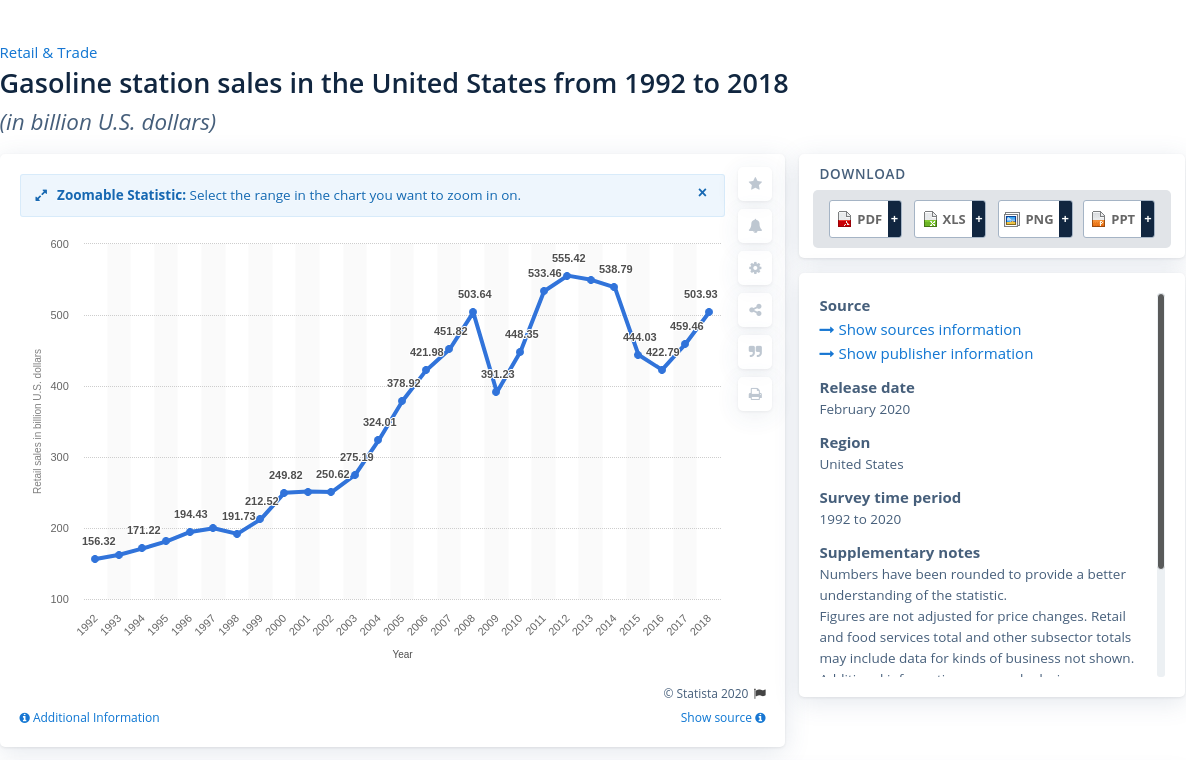 Retail & Trade
Gasoline station sales in the United States from 1992 to 2018
(in billion U.S. dollars)
Zoomable Statistic: Select the range in the chart you want to zoom in on.
×
600
500
400
300
200
100
Retail sales in billion U.S. dollars
156.32
171.22
194.43
191.73
212.52
249.82
250.62
275.19
324.01
378.92
421.98
451.82
503.64
391.23
448.35
533.46
555.42
538.79
444.03
422.79
459.46
503.93
1992
1993
1994
1995
1996
1997
1998
1999
2000
2001
2002
2003
2004
2005
2006
2007
2008
2009
2010
2011
2012
2013
2014
2015
2016
2017
2018
Year
© Statista 2020
Additional Information
Show source
DOWNLOAD
PDF +
XLS +
PNG +
PPT +
Source
Show sources information
Show publisher information
Release date
February 2020
Region
United States
Survey time period
1992 to 2020
Supplementary notes
Numbers have been rounded to provide a better
understanding of the statistic.
Figures are not adjusted for price changes. Retail
and food services total and other subsector totals
may include data for kinds of business not shown.